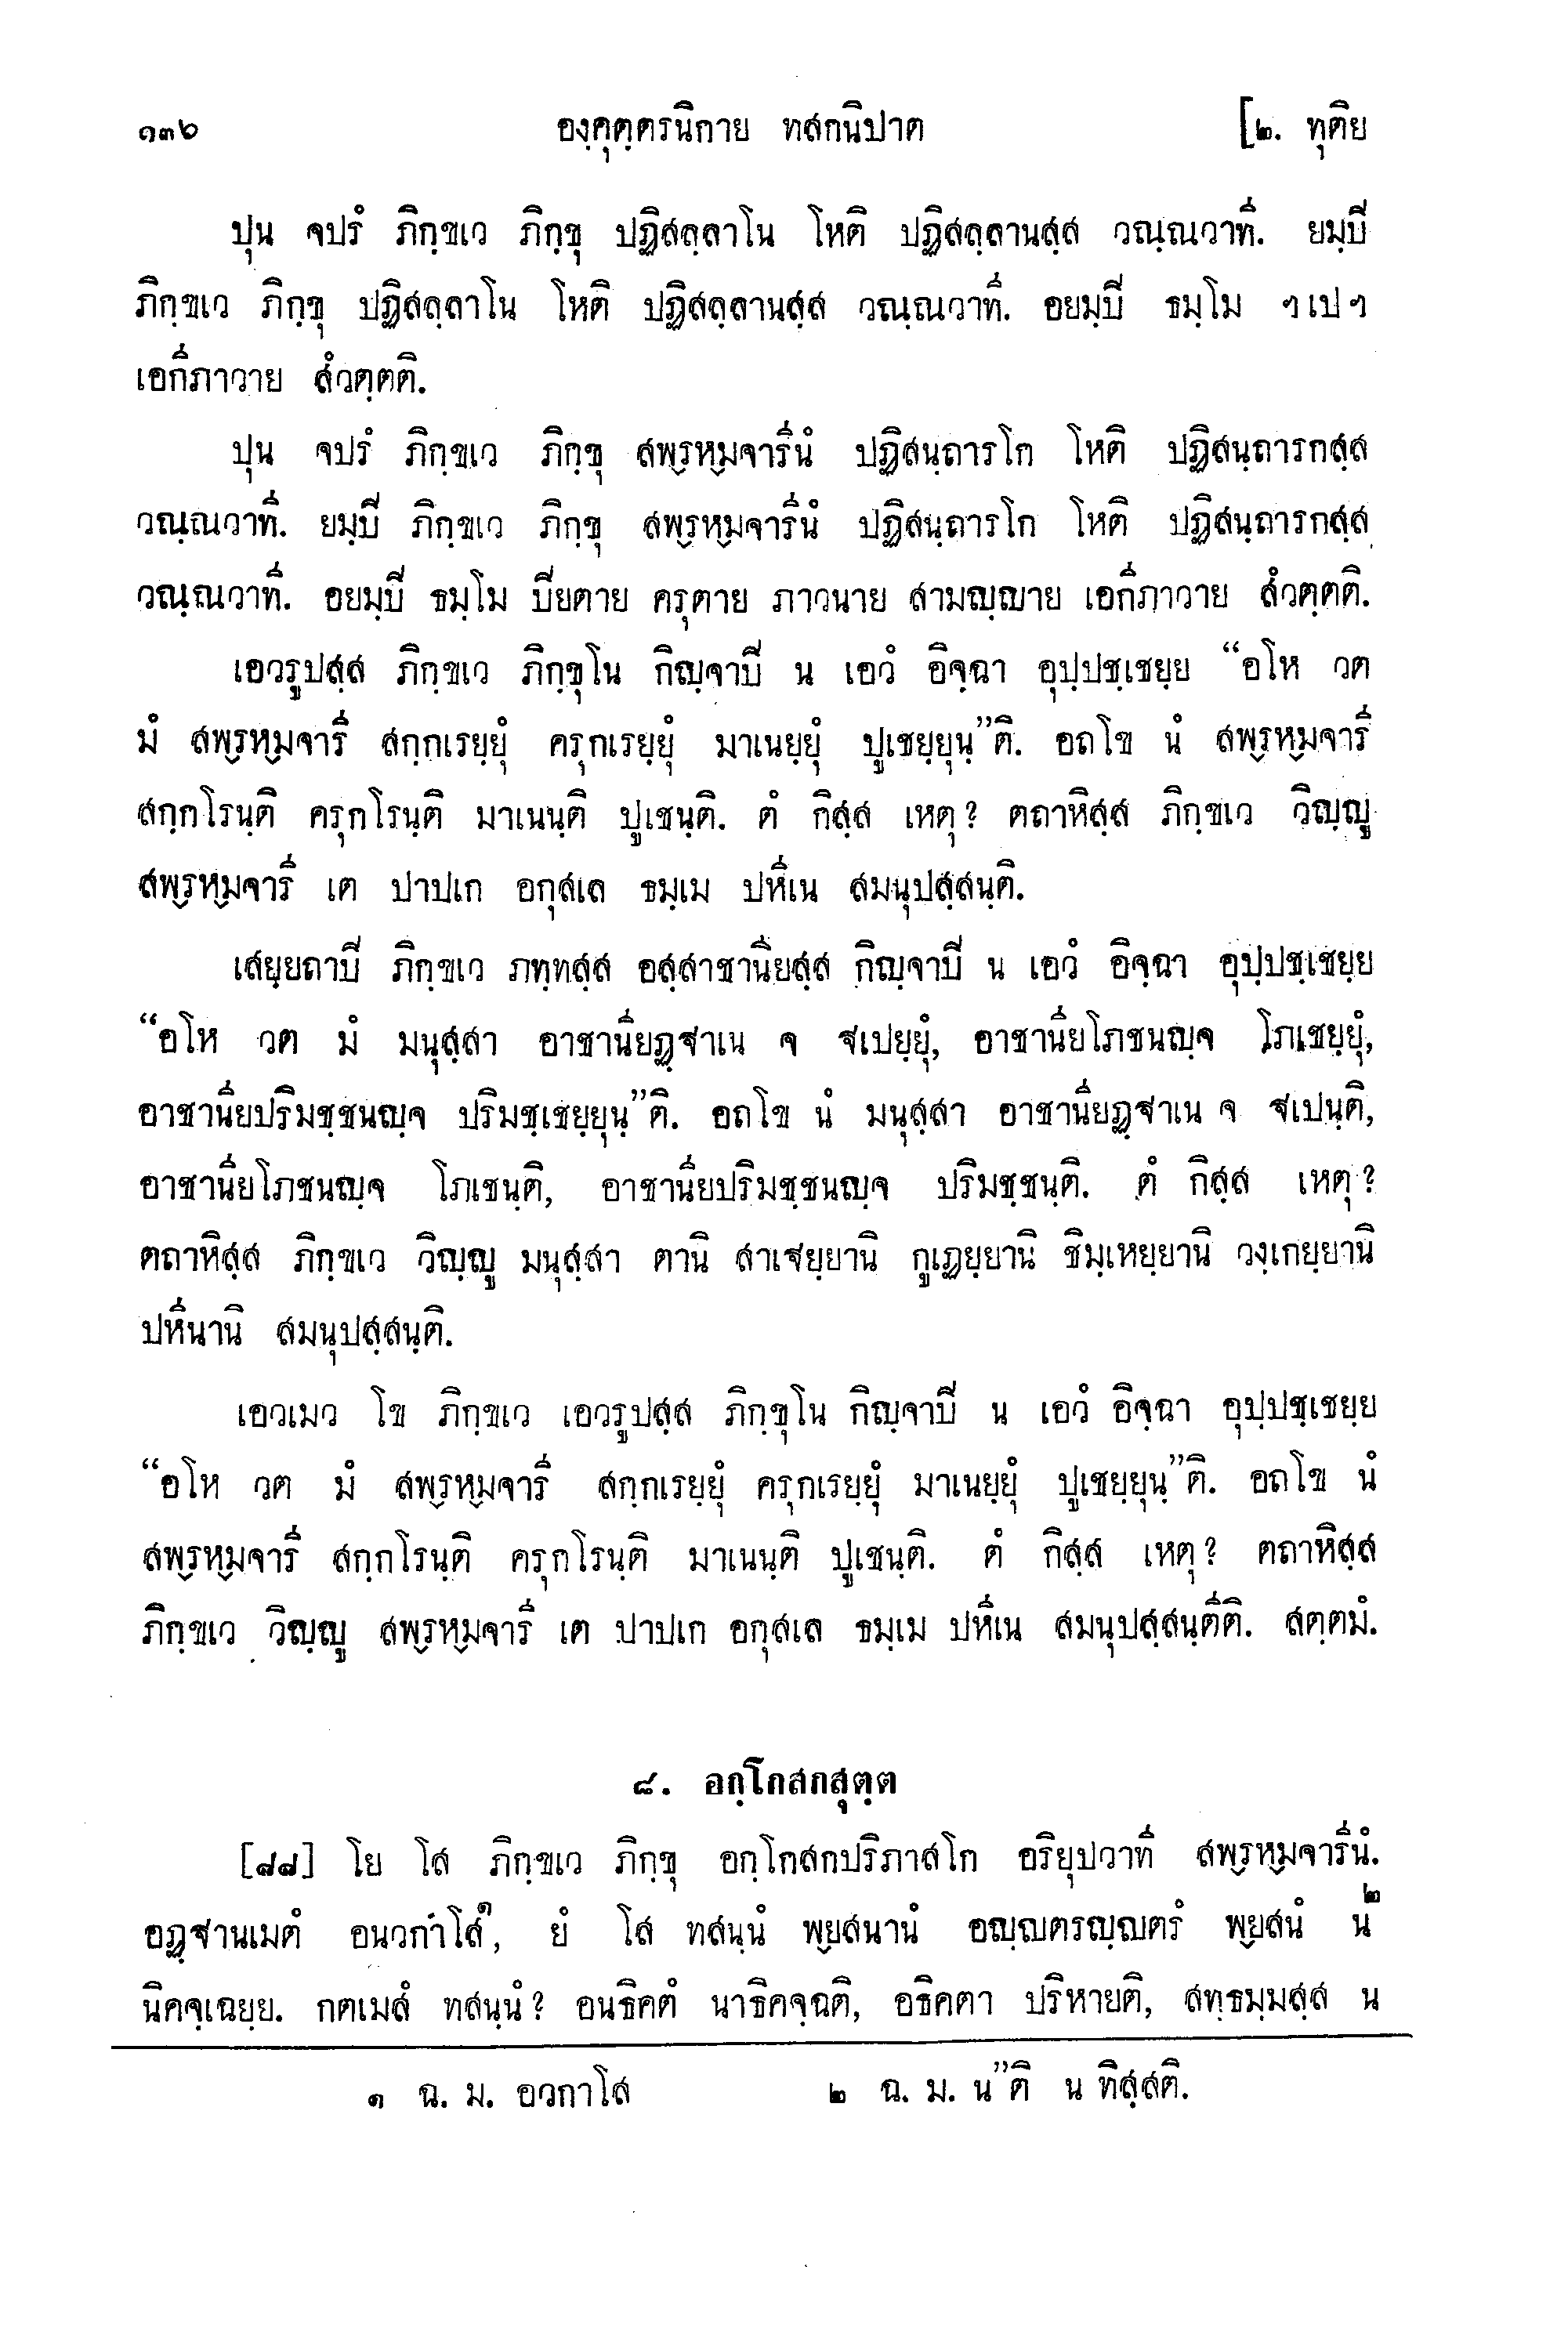 ๑๓๖ องฺคุตฺตรนิกาย ทสกนิปาต [๒. ทุติย
ปุน จปรํ ภิกฺขเว ภิกฺขุ ปฏิสลฺลาโน โหติ ปฏิสลฺลานสฺส วณฺณวาที. ยมฺปิ
ภิกฺขเว ภิกฺขุ ปฏิสลฺลาโน โหติ ปฏิสลฺลานสฺส วณฺณวาที. อยมฺปิ ธมฺโม ฯเปฯ
เอกีภาวาย สํวตฺตติ.
ปุน จปรํ ภิกฺขเว ภิกฺขุ สพฺรหฺมจารีนํ ปฏิสนฺถารโก โหติ ปฏิสนฺถารกสฺส
วณฺณวาที. ยมฺปิ ภิกฺขเว ภิกฺขุ สพฺรหฺมจารีนํ ปฏิสนฺถารโก โหติ ปฏิสนฺถารกสฺส
วณฺณวาที. อยมฺปิ ธมฺโม ปิยตาย ครุตาย ภาวนาย สามญฺญาย เอกีภาวาย สํวตฺตติ.
เอวรูปสฺส ภิกฺขเว ภิกฺขุโน กิญฺจาปิ น เอวํ อิจฺฉา อุปฺปชฺเชยฺย “อโห วต
มํ สพฺรหฺมจารี สกฺกเรยฺยุํ ครุกเรยฺยุํ มาเนยฺยุํ ปูเชยฺยุนฺ”ติ. อถโข นํ สพฺรหฺมจารี
สกฺกโรนฺติ ครุกโรนฺติ มาเนนฺติ ปูเชนฺติ. ตํ กิสฺส เหตุ? ตถาหิสฺส ภิกฺขเว วิญฺญู
สพฺรหฺมจารี เต ปาปเก อกุสเล ธมฺเม ปหีเน สมนุปสฺสนฺติ.
เสยฺยถาปิ ภิกฺขเว ภทฺทสฺส อสฺสาชานียสฺส กิญฺจาปิ น เอวํ อิจฺฉา อุปฺปชฺเชยฺย
“อโห วต มํ มนุสฺสา อาชานียฏฺฐาเน จ ฐเปยฺยุํ, อาชานียโภชนญฺจ โภเชยฺยุํ,
อาชานียปริมชฺชนญฺจ ปริมชฺเชยฺยุนฺ”ติ. อถโข นํ มนุสฺสา อาชานียฏฺฐาเน จ ฐเปนฺติ,
อาชานียโภชนญฺจ โภเชนฺติ, อาชานียปริมชฺชนญฺจ ปริมชฺชนฺติ. ตํ กิสฺส เหตุ?
ตถาหิสฺส ภิกฺขเว วิญฺญู มนุสฺสา ตานิ สาเฐยฺยานิ กูเฏยฺยานิ ชิมฺเหยฺยานิ วงฺเกยฺยานิ
ปหีนานิ สมนุปสฺสนฺติ.
เอวเมว โข ภิกฺขเว เอวรูปสฺส ภิกฺขุโน กิญฺจาปิ น เอวํ อิจฺฉา อุปฺปชฺเชยฺย
“อโห วต มํ สพฺรหฺมจารี สกฺกเรยฺยุํ ครุกเรยฺยุํ มาเนยฺยุํ ปูเชยฺยุนฺ”ติ. อถโข นํ
สพฺรหฺมจารี สกฺกโรนฺติ ครุกโรนฺติ มาเนนฺติ ปูเชนฺติ. ตํ กิสฺส เหตุ? ตถาหิสฺส
ภิกฺขเว วิญฺญู สพฺรหฺมจารี เต ปาปเก อกุสเล ธมฺเม ปหีเน สมนุปสฺสนฺตีติ. สตฺตมํ.
๘. อกฺโกสกสุตฺต
[๘๘] โย โส ภิกฺขเว ภิกฺขุ อกฺโกสกปริภาสโก อริยุปวาที สพฺรหฺมจารีนํ.
อฏฺฐานเมตํ อนวกาโส๑, ยํ โส ทสนฺนํ พฺยสนานํ อญฺญตรญฺญตรํ พฺยสนํ น๒
นิคจฺเฉยฺย. กตเมสํ ทสนฺนํ? อนธิคตํ นาธิคจฺฉติ, อธิคตา ปริหายติ, สทฺธมฺมสฺส น
๑ ฉ. ม. อวกาโส ๒ ฉ. ม. น”ติ น ทิสฺสติ.